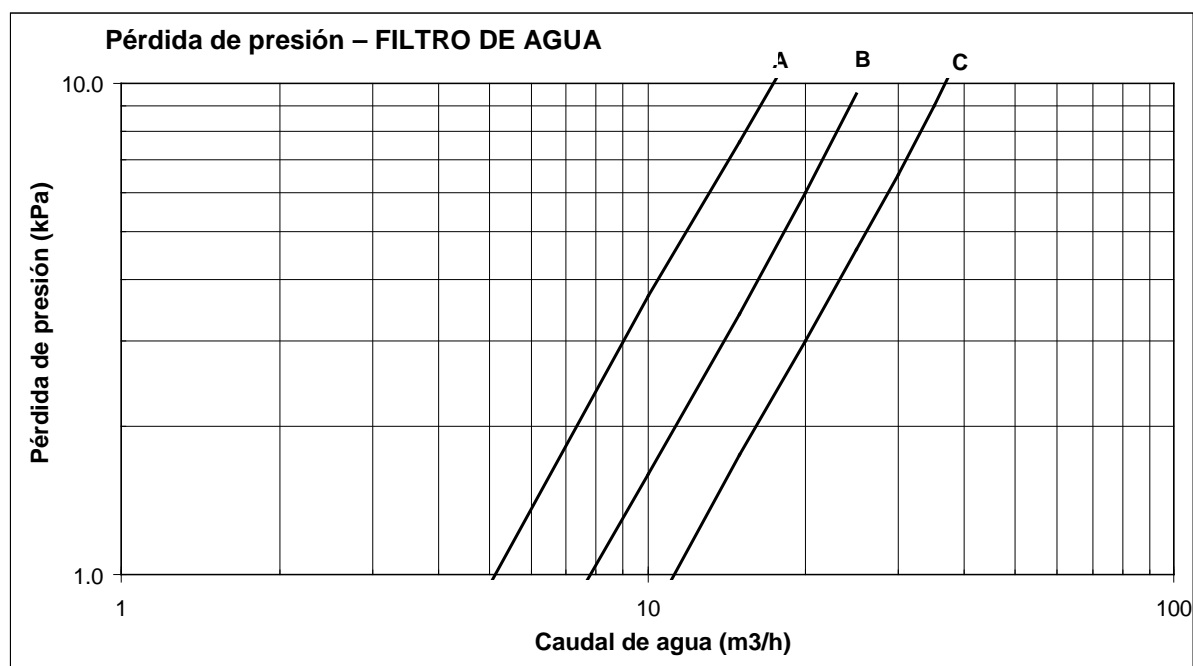 Pérdida de presión – FILTRO DE AGUA
A
B
C
10.0
Pérdida de presión (kPa)
1.0
1
10
100
Caudal de agua (m3/h)